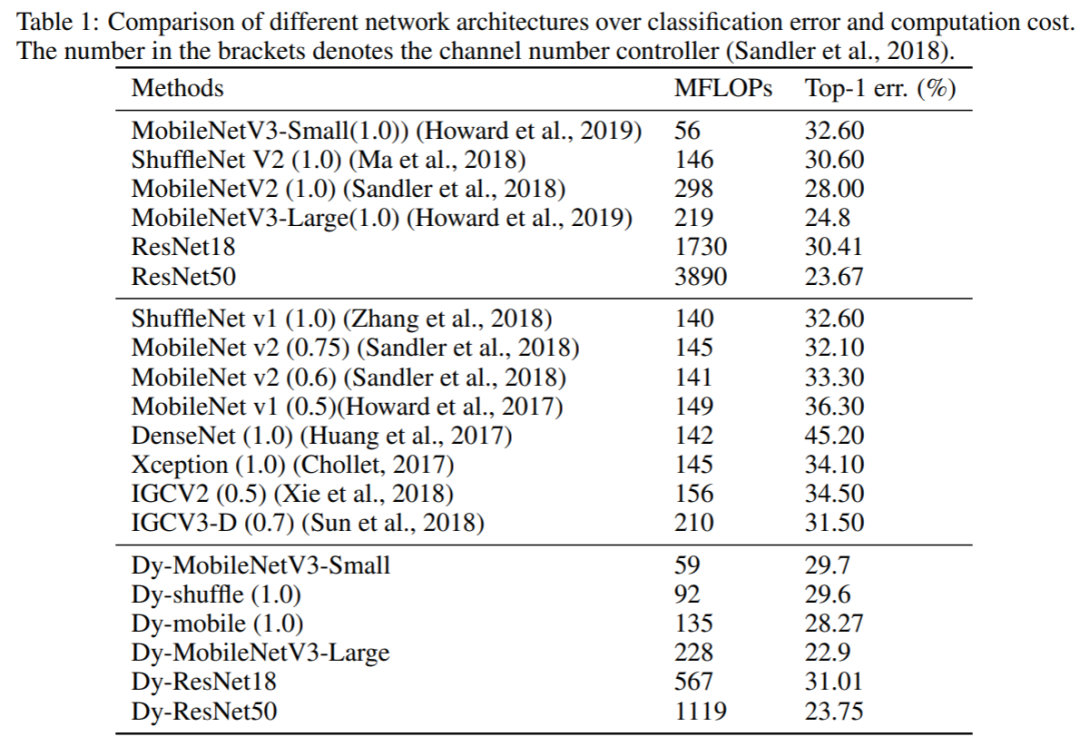 Table 1: Comparison of different network architectures over classification error and computation cost.
The number in the brackets denotes the channel number controller (Sandler et al., 2018).
Methods MFLOPs Top-1 err. (%)
MobileNetV3-Small(1.0)) (Howard et al., 2019) 56 32.60
ShuffleNet V2 (1.0) (Ma et al., 2018) 146 30.60
MobileNetV2 (1.0) (Sandler et al., 2018) 298 28.00
MobileNetV3-Large(1.0) (Howard et al., 2019) 219 24.8
ResNet18 1730 30.41
ResNet50 3890 23.67
ShuffleNet v1 (1.0) (Zhang et al., 2018) 140 32.60
MobileNet v2 (0.75) (Sandler et al., 2018) 145 32.10
MobileNet v2 (0.6) (Sandler et al., 2018) 141 33.30
MobileNet v1 (0.5)(Howard et al., 2017) 149 36.30
DenseNet (1.0) (Huang et al., 2017) 142 45.20
Xception (1.0) (Chollet, 2017) 145 34.10
IGCV2 (0.5) (Xie et al., 2018) 156 34.50
IGCV3-D (0.7) (Sun et al., 2018) 210 31.50
Dy-MobileNetV3-Small 59 29.7
Dy-shuffle (1.0) 92 29.6
Dy-mobile (1.0) 135 28.27
Dy-MobileNetV3-Large 228 22.9
Dy-ResNet18 567 31.01
Dy-ResNet50 1119 23.75